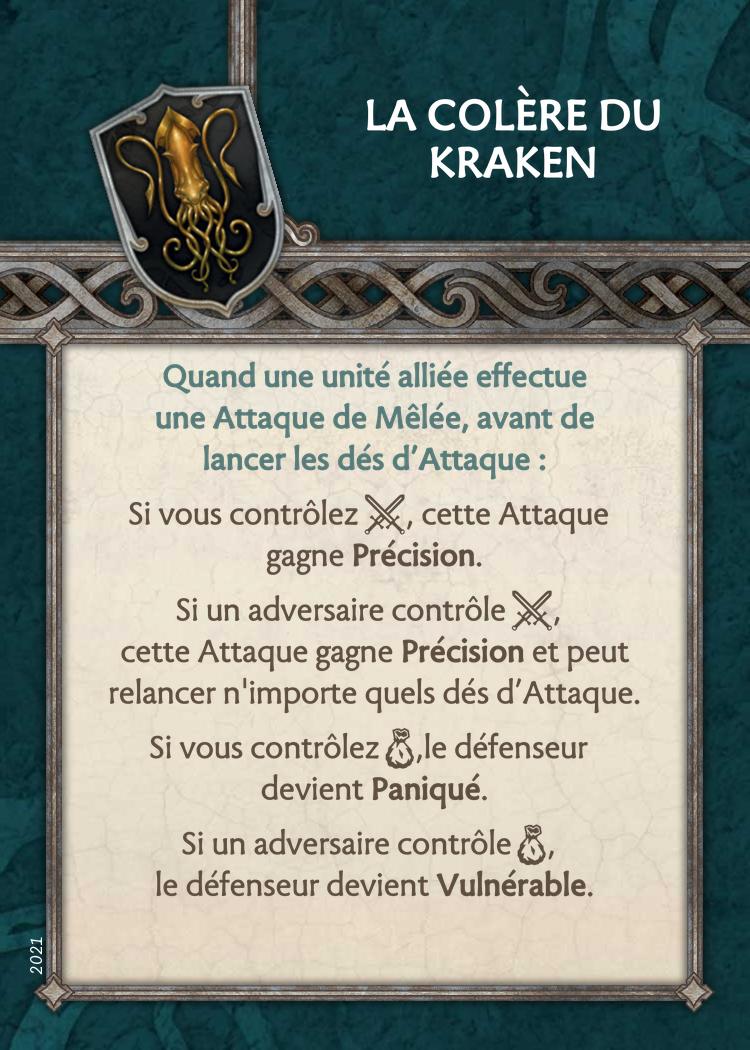 LA COLÈRE DU
KRAKEN
Quand une unité alliée effectue
une Attaque de Mêlée, avant de
lancer les dés d’Attaque :
Si vous contrôlez , cette Attaque
gagne Précision.
Si un adversaire contrôle ,
cette Attaque gagne Précision et peut
relancer n'importe quels dés d’Attaque.
Si vous contrôlez ,le défenseur
devient Paniqué.
Si un adversaire contrôle ,
le défenseur devient Vulnérable.
2021